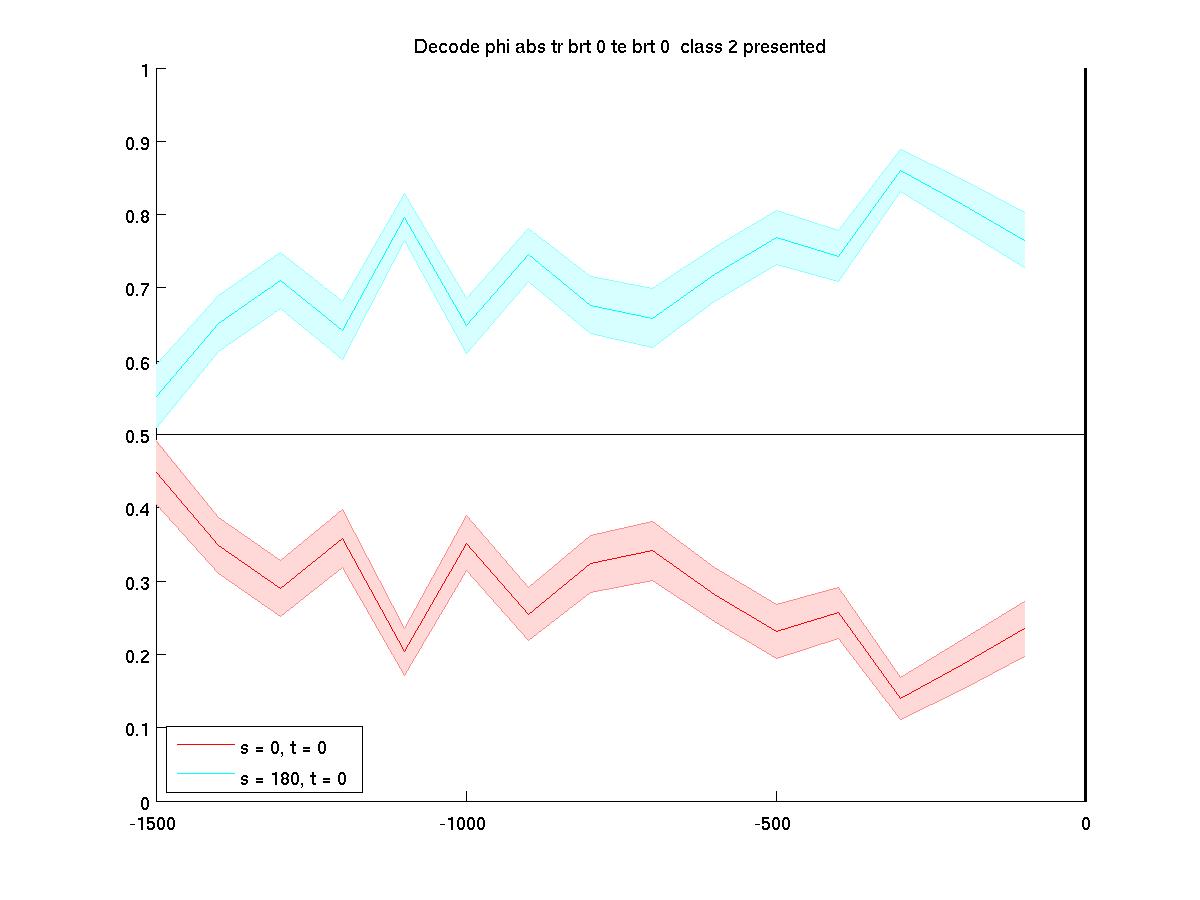 Decode phi abs tr brt 0 te brt 0  class 2 presented
1
0.9
0.8
0.7
0.6
0.5
0.4
0.3
0.2
0.1
0
s = 0, t = 0
s = 180, t = 0
-1500 -1000 -500 0